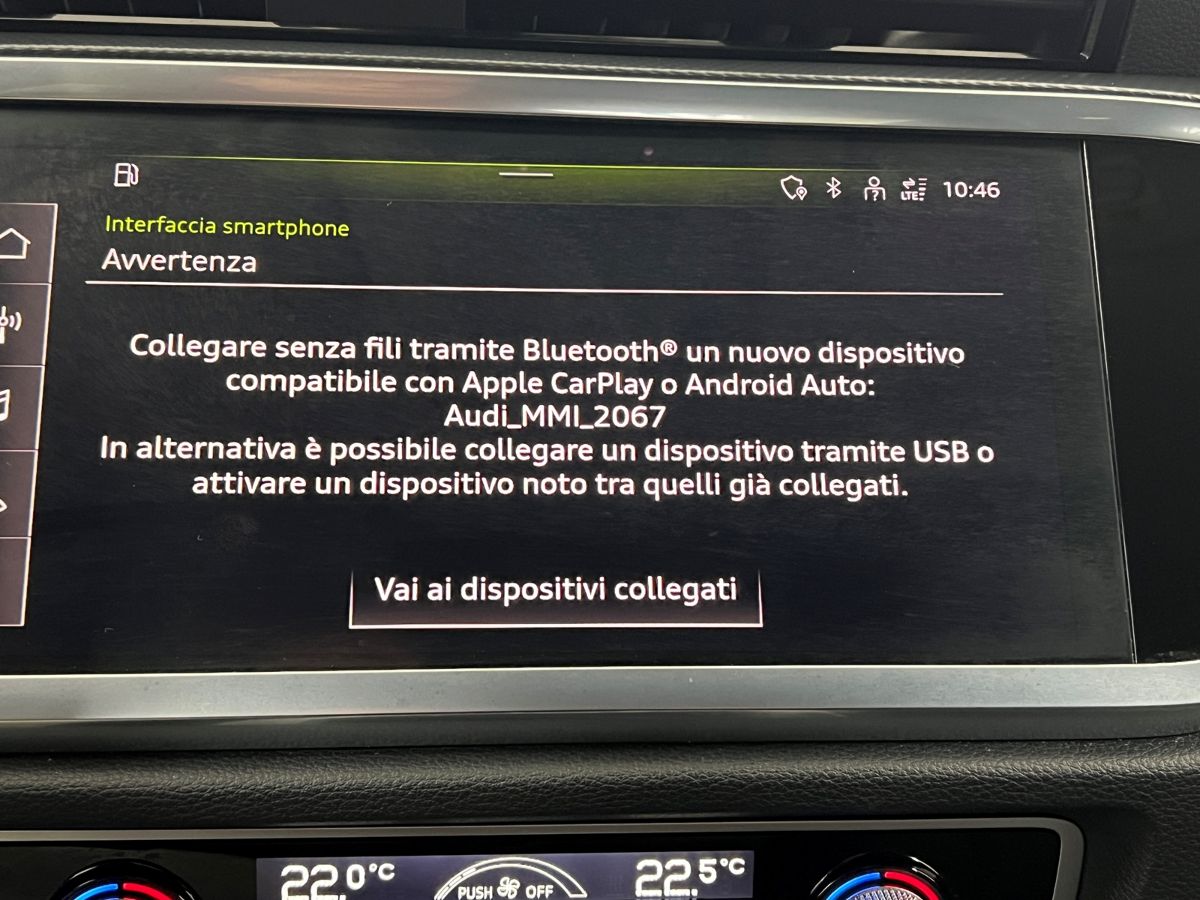 LTE 10:46
Interfaccia smartphone
Avvertenza
Collegare senza fili tramite Bluetooth® un nuovo dispositivo
compatibile con Apple CarPlay o Android Auto:
Audi_MMI_2067
In alternativa è possibile collegare un dispositivo tramite USB o
attivare un dispositivo noto tra quelli già collegati.
Vai ai dispositivi collegati
22.0°C PUSH OFF 22.5°C